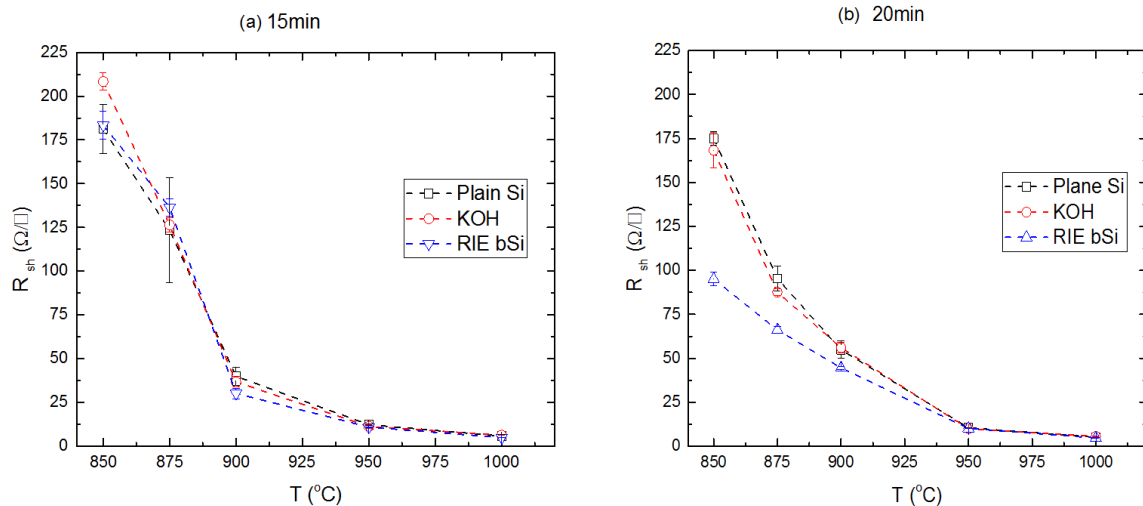 (a) 15min
225
200
175
150
125
100
75
50
25
0
R sh (Ω/□)
Plain Si
KOH
RIE bSi
850 875 900 925 950 975 1000
T (°C)
(b) 20min
225
200
175
150
125
100
75
50
25
0
R sh (Ω/□)
Plane Si
KOH
RIE bSi
850 875 900 925 950 975 1000
T (°C)